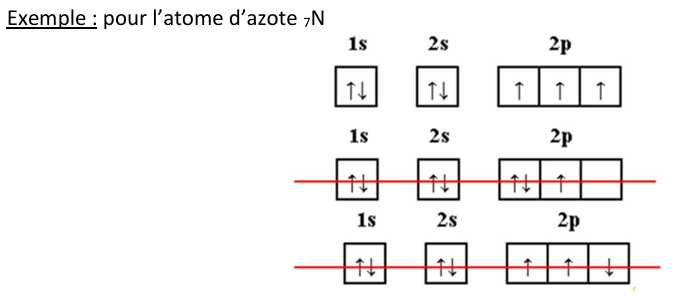 Exemple : pour l’atome d’azote ₇N
1s 2s 2p
↑↓ ↑↓ ↑ ↑ ↑
1s 2s 2p
↑↓ ↑↓ ↑↓ ↑
1s 2s 2p
↑↓ ↑↓ ↑ ↑ ↓